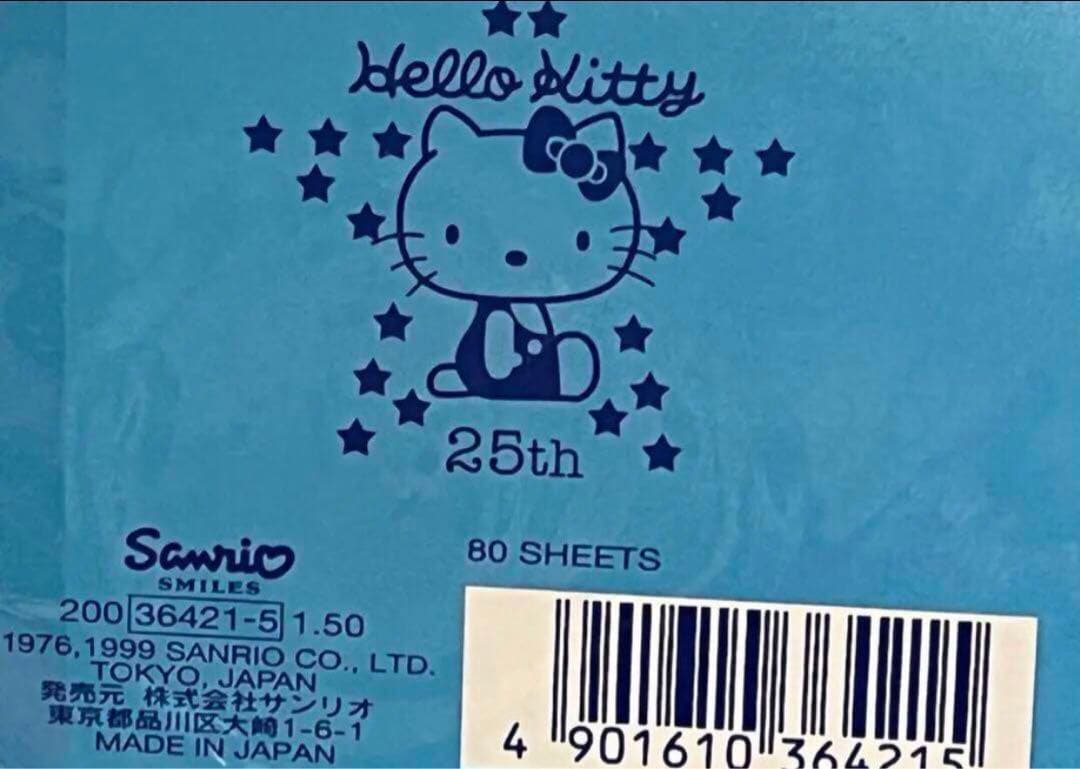 Hello Kitty
25th
Sanrio
SMILES
80 SHEETS
200 36421-5 1.50
1976,1999 SANRIO CO., LTD.
TOKYO, JAPAN
発売元 株式会社サンリオ
東京都品川区大崎1-6-1
MADE IN JAPAN
4 901610 364215